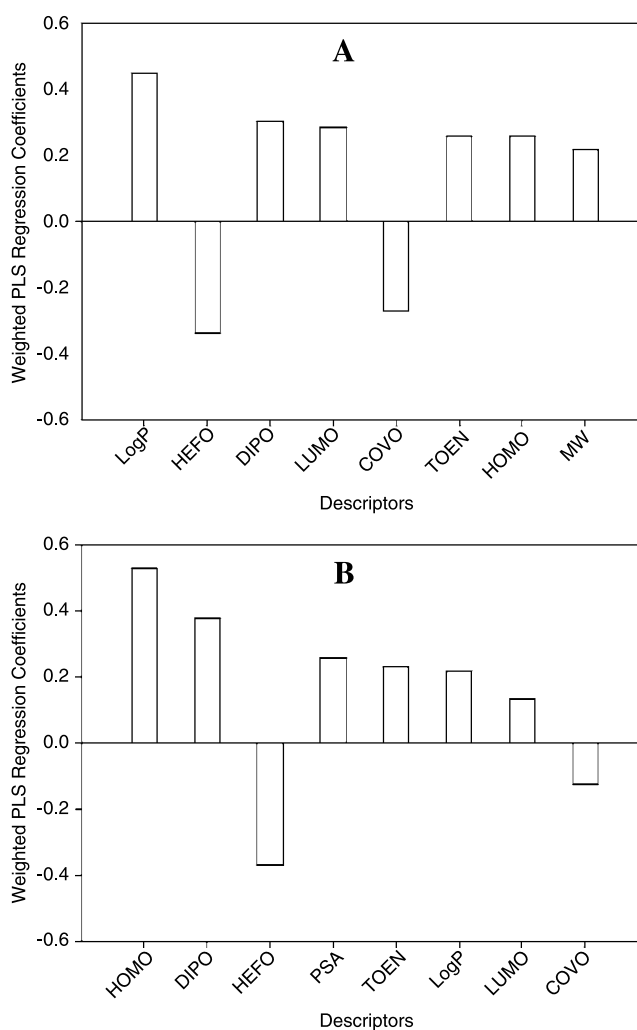 A
Weighted PLS Regression Coefficients
0.6
0.4
0.2
0.0
-0.2
-0.4
-0.6
LogP
HEFO
DIPO
LUMO
COVO
TOEN
HOMO
MW
Descriptors
B
Weighted PLS Regression Coefficients
0.6
0.4
0.2
0.0
-0.2
-0.4
-0.6
HOMO
DIPO
HEFO
PSA
TOEN
LogP
LUMO
COVO
Descriptors